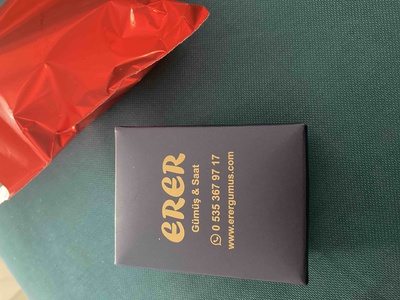 ERER
Gümüş & Saat
0 535 367 97 17
www.erergumus.com